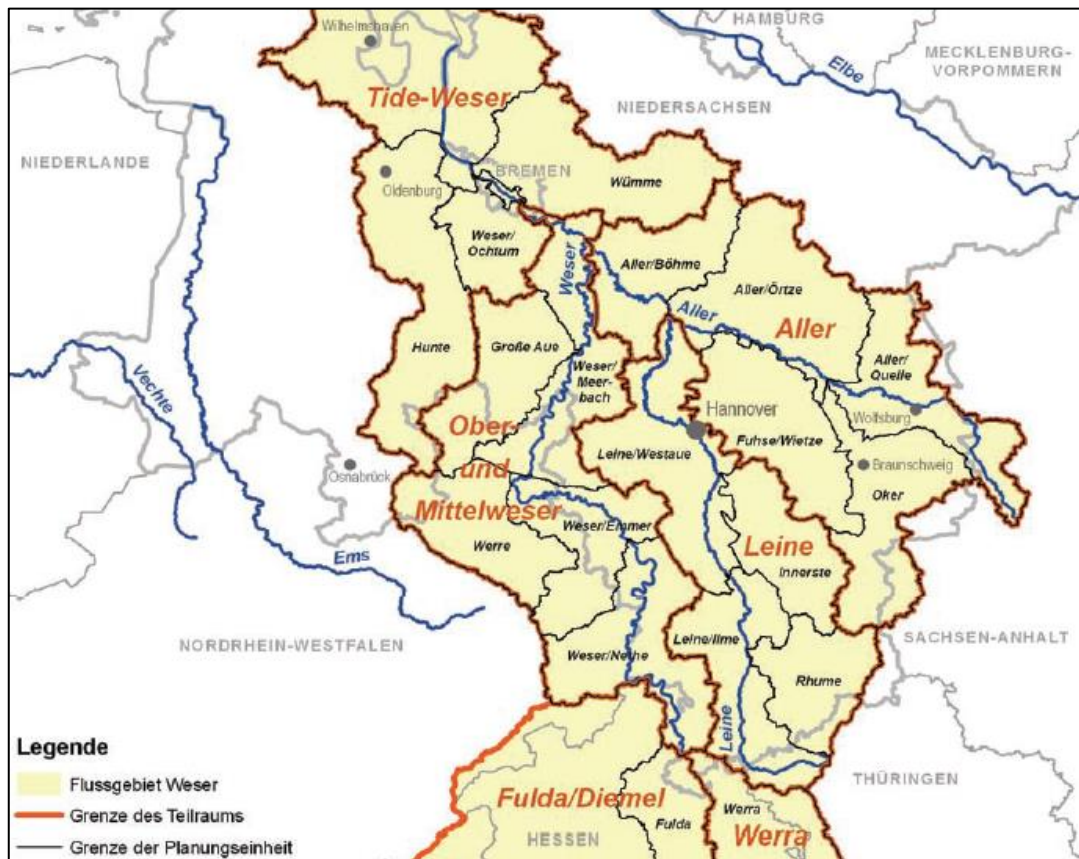 HAMBURG
MECKLENBURG-
VORPOMMERN
Wilhelmshaven
Elbe
Tide-Weser
NIEDERSACHSEN
NIEDERLANDE
Oldenburg
BREMEN
Wümme
Weser/
Ochtum
Weser
Aller/Böhme
Aller/Örtze
Aller
Aller
Hunte
Große Aue
Weser/
Meer-
bach
Aller/
Quelle
Vechte
Hannover
Wolfsburg
Ober-
und
Mittelweser
Leine/Westaue
Fuhse/Wietze
Osnabrück
Braunschweig
Oker
Weser/Emmer
Werre
Leine
Innerste
Ems
NORDRHEIN-WESTFALEN
SACHSEN-ANHALT
Weser/Nethe
Leine/Ilme
Rhume
Leine
THÜRINGEN
Fulda/Diemel
HESSEN
Fulda
Werra
Werra
Legende
Flussgebiet Weser
Grenze des Teilraums
Grenze der Planungseinheit